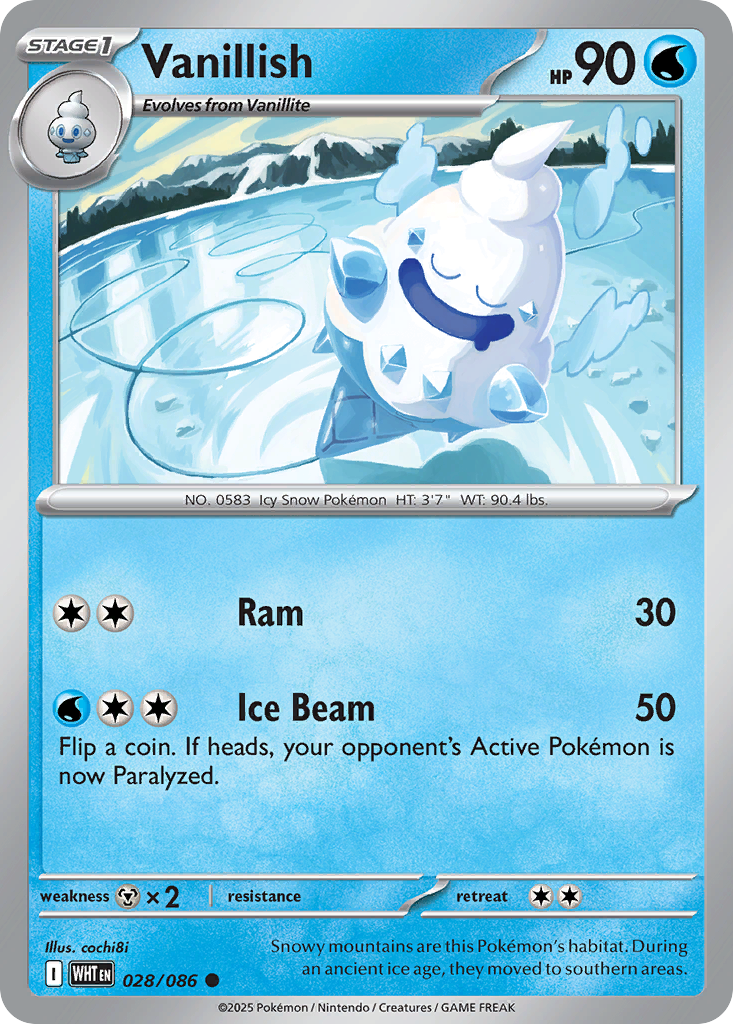 STAGE1
Vanillish
HP 90
Evolves from Vanillite
NO. 0583 Icy Snow Pokémon HT: 3'7" WT: 90.4 lbs.
Ram 30
Ice Beam 50
Flip a coin. If heads, your opponent's Active Pokémon is
now Paralyzed.
weakness ×2 resistance retreat
Illus. cochi8i
Snowy mountains are this Pokémon's habitat. During
an ancient ice age, they moved to southern areas.
I WHT EN 028/086
©2025 Pokémon / Nintendo / Creatures / GAME FREAK